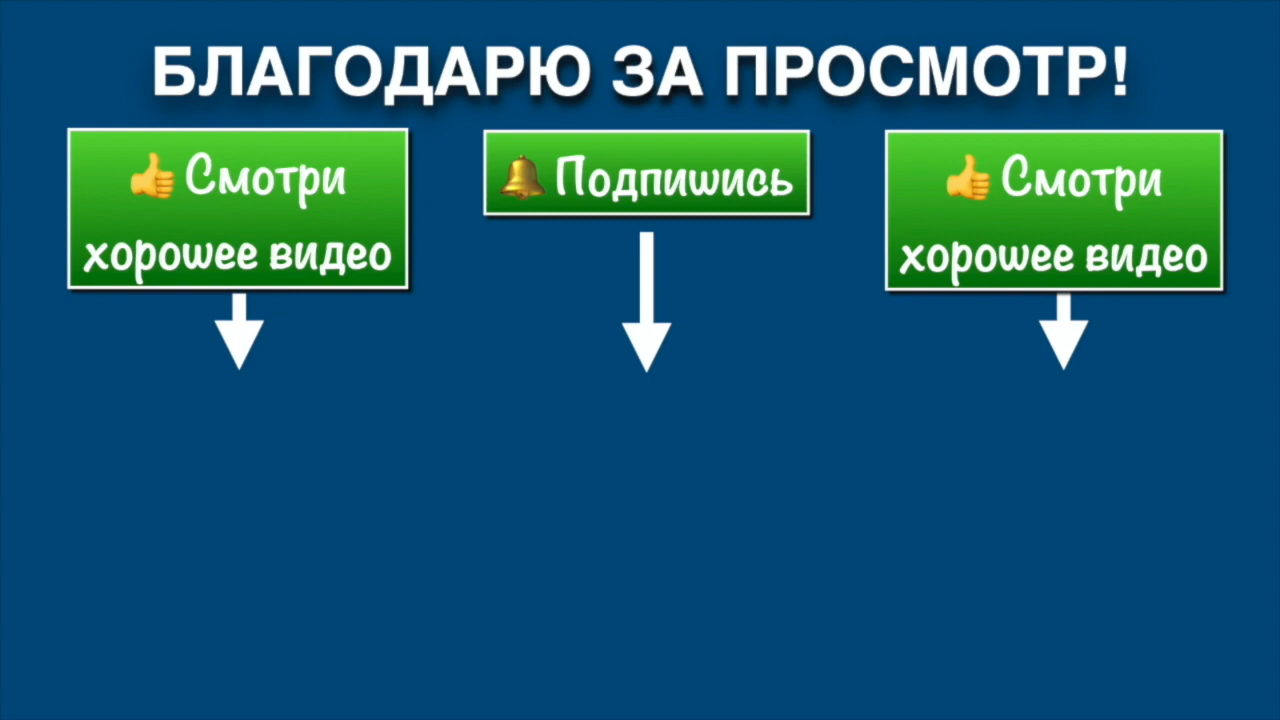 БЛАГОДАРЮ ЗА ПРОСМОТР!
👍 Смотри
хорошее видео
🔔 Подпишись
👍 Смотри
хорошее видео